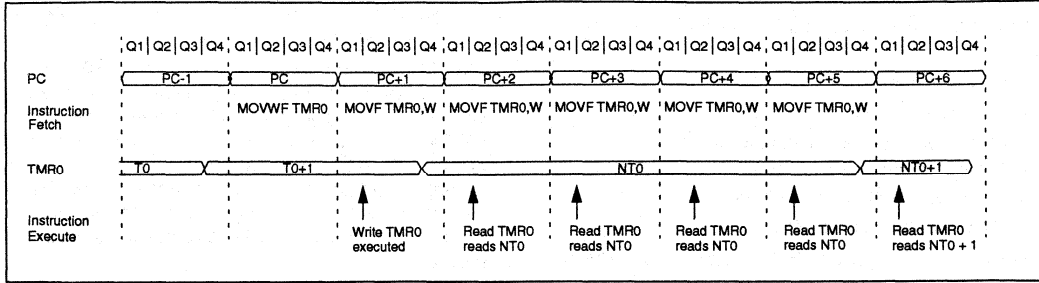 Q1 Q2 Q3 Q4 Q1 Q2 Q3 Q4 Q1 Q2 Q3 Q4 Q1 Q2 Q3 Q4 Q1 Q2 Q3 Q4 Q1 Q2 Q3 Q4 Q1 Q2 Q3 Q4 Q1 Q2 Q3 Q4
PC PC-1 PC PC+1 PC+2 PC+3 PC+4 PC+5 PC+6
Instruction
Fetch
MOVWF TMR0 MOVF TMR0,W MOVF TMR0,W MOVF TMR0,W MOVF TMR0,W MOVF TMR0,W
TMR0 T0 T0+1 NT0 NT0+1
Instruction
Execute
Write TMR0
executed
Read TMR0
reads NT0
Read TMR0
reads NT0
Read TMR0
reads NT0
Read TMR0
reads NT0
Read TMR0
reads NT0 + 1